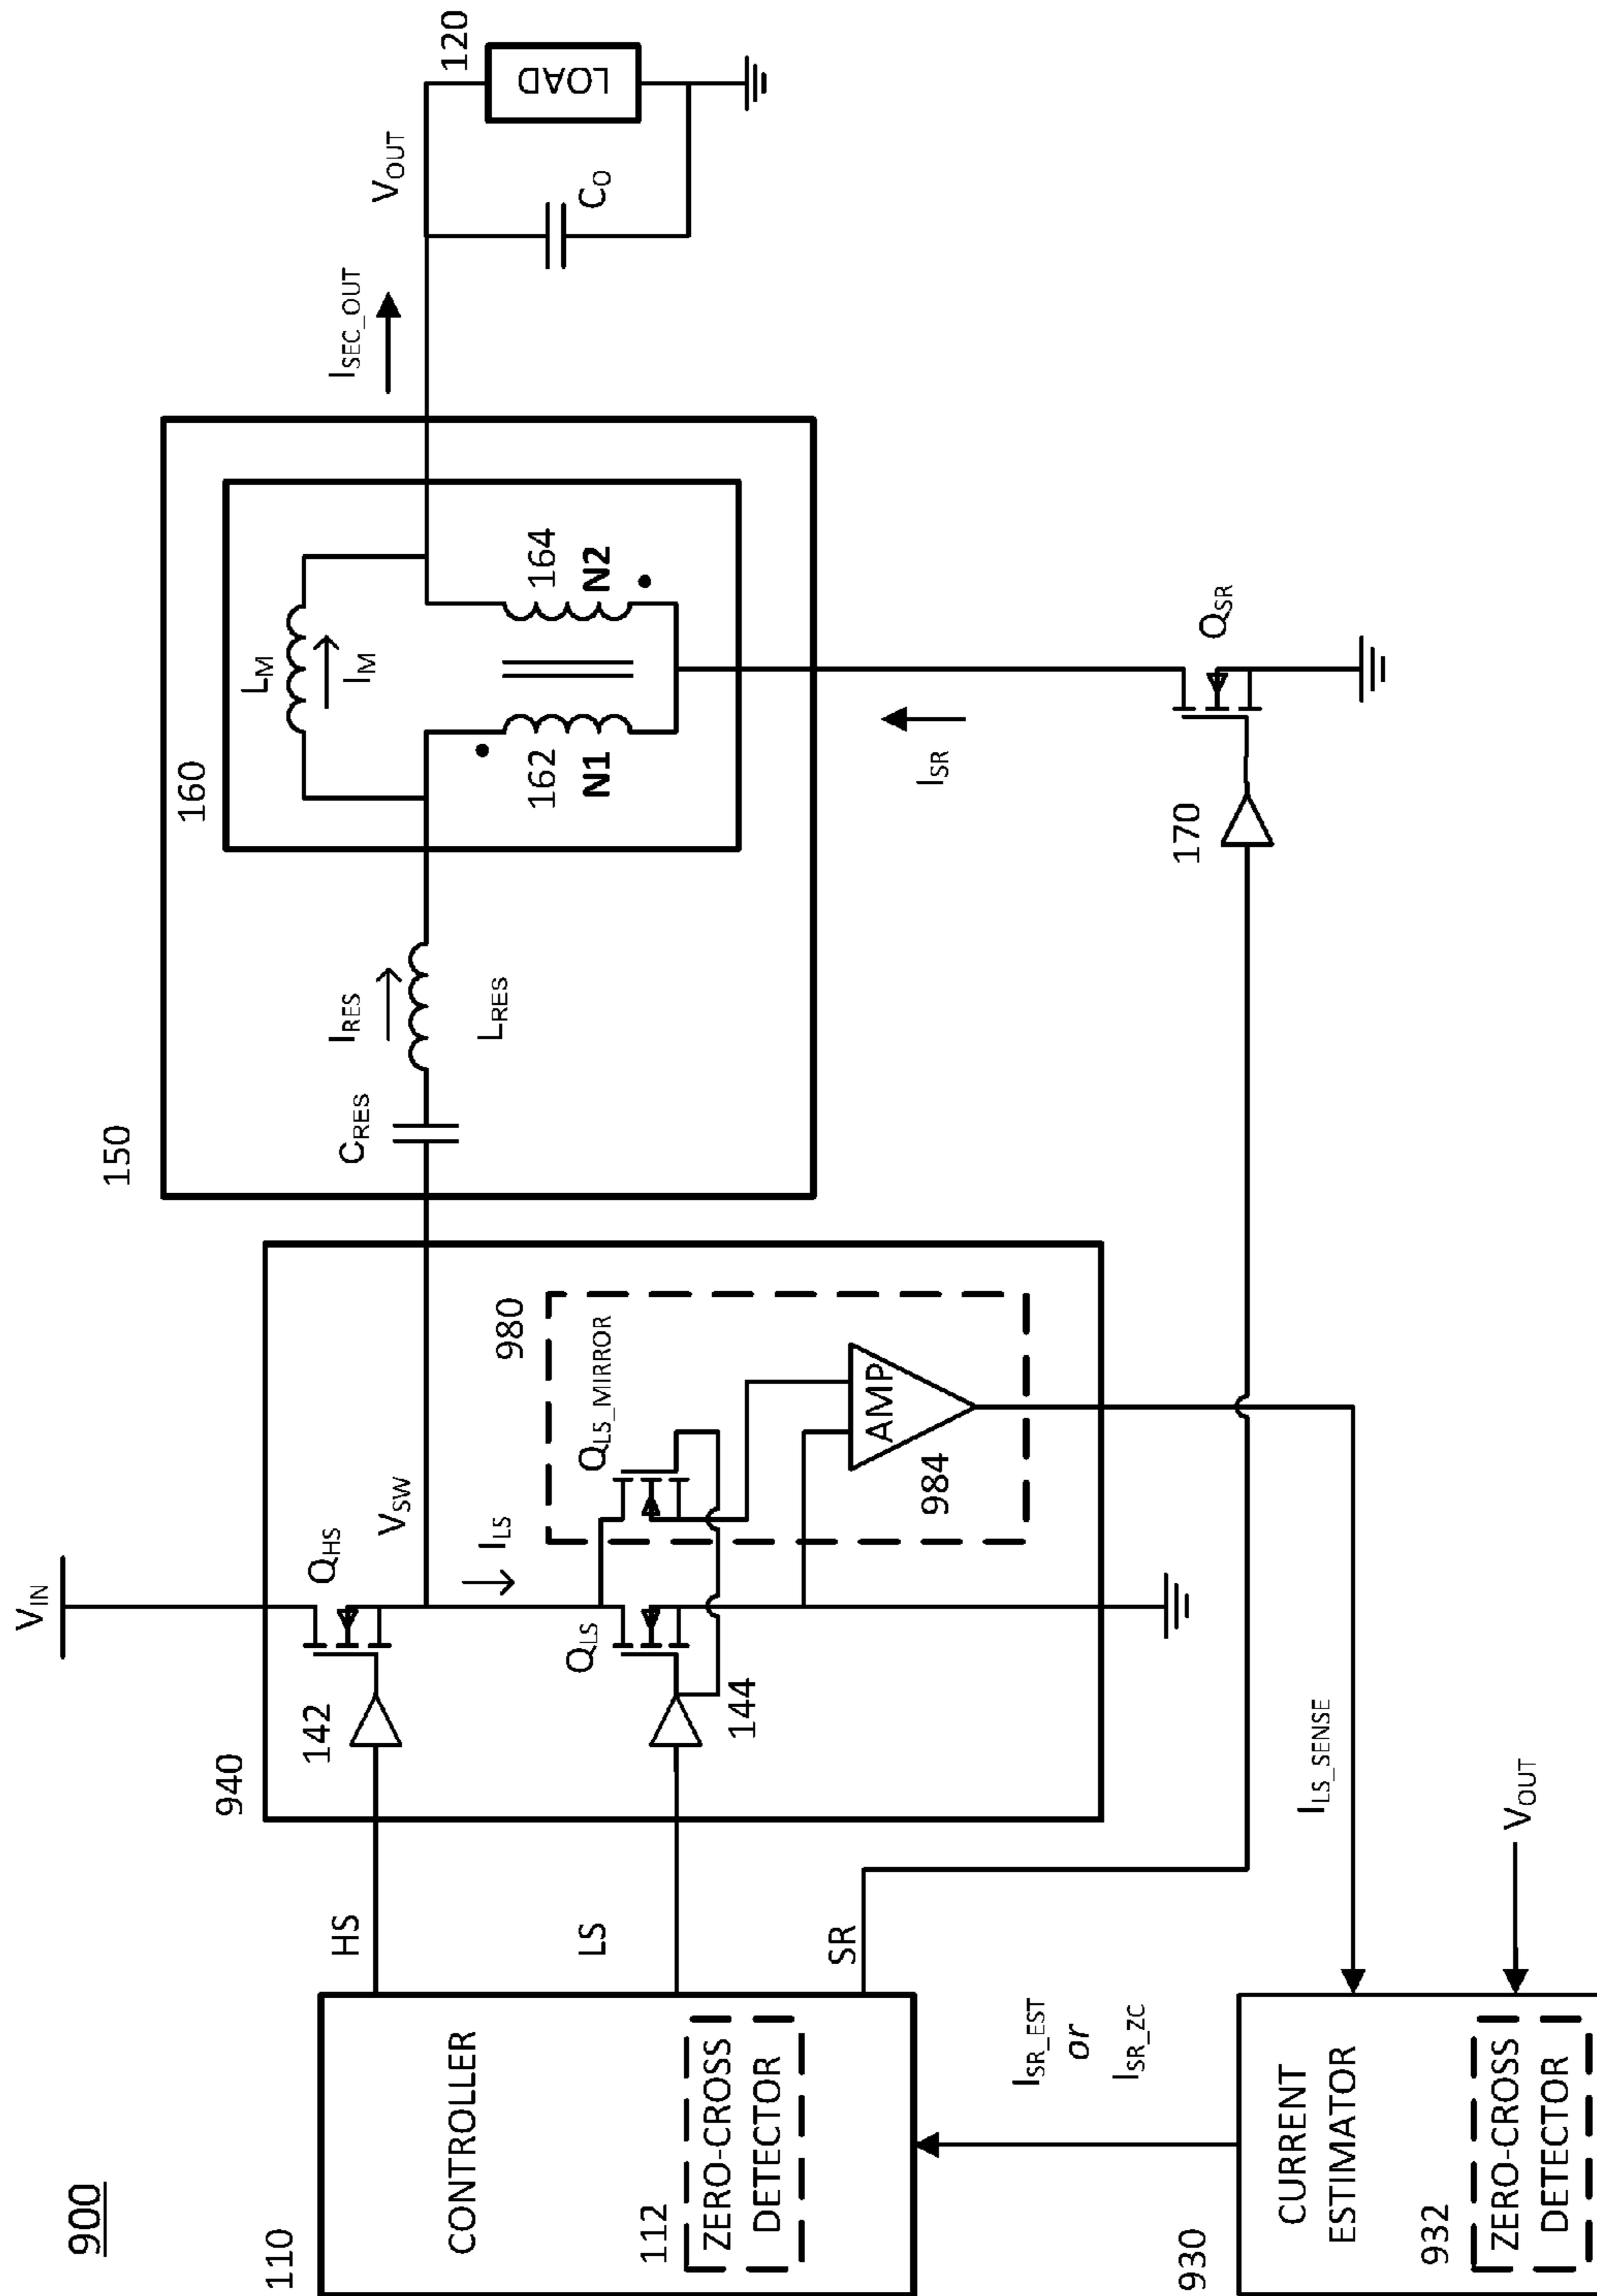 900
110
CONTROLLER
112
ZERO-CROSS
DETECTOR
HS
LS
SR
I_SR_EST
or
I_SR_ZC
930
CURRENT
ESTIMATOR
932
ZERO-CROSS
DETECTOR
V_OUT
I_LS_SENSE
940
142
144
V_IN
Q_HS
V_SW
I_LS
Q_LS
980
Q_LS_MIRROR
AMP
984
150
C_RES
I_RES
L_RES
160
L_M
I_M
162
N1
164
N2
I_SR
170
Q_SR
I_SEC_OUT
V_OUT
C_O
120
LOAD